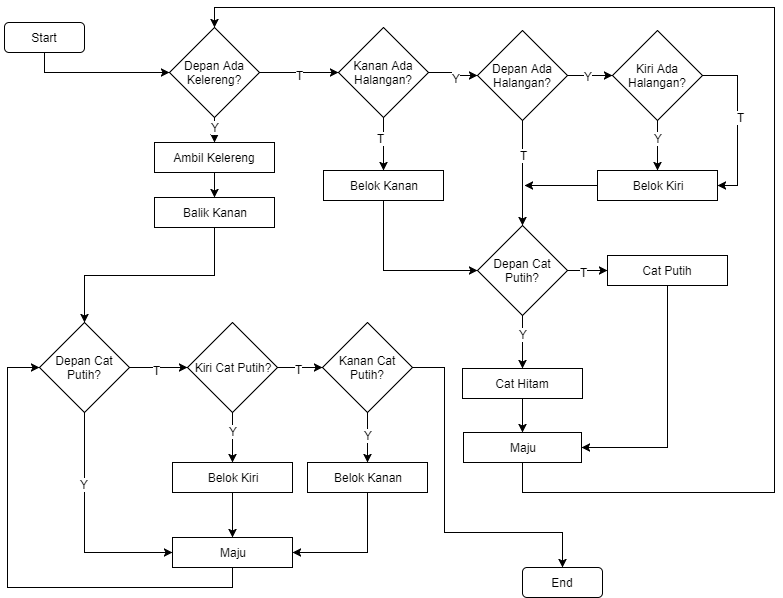 Start
Depan Ada
Kelereng?
T
Kanan Ada
Halangan?
Y
Depan Ada
Halangan?
Y
Kiri Ada
Halangan?
T
Y
Ambil Kelereng
T
Belok Kanan
T
Y
Belok Kiri
Balik Kanan
Depan Cat
Putih?
T
Cat Putih
Y
Cat Hitam
Maju
Depan Cat
Putih?
T
Kiri Cat Putih?
T
Kanan Cat
Putih?
Y
Y
Y
Belok Kiri
Belok Kanan
Maju
End